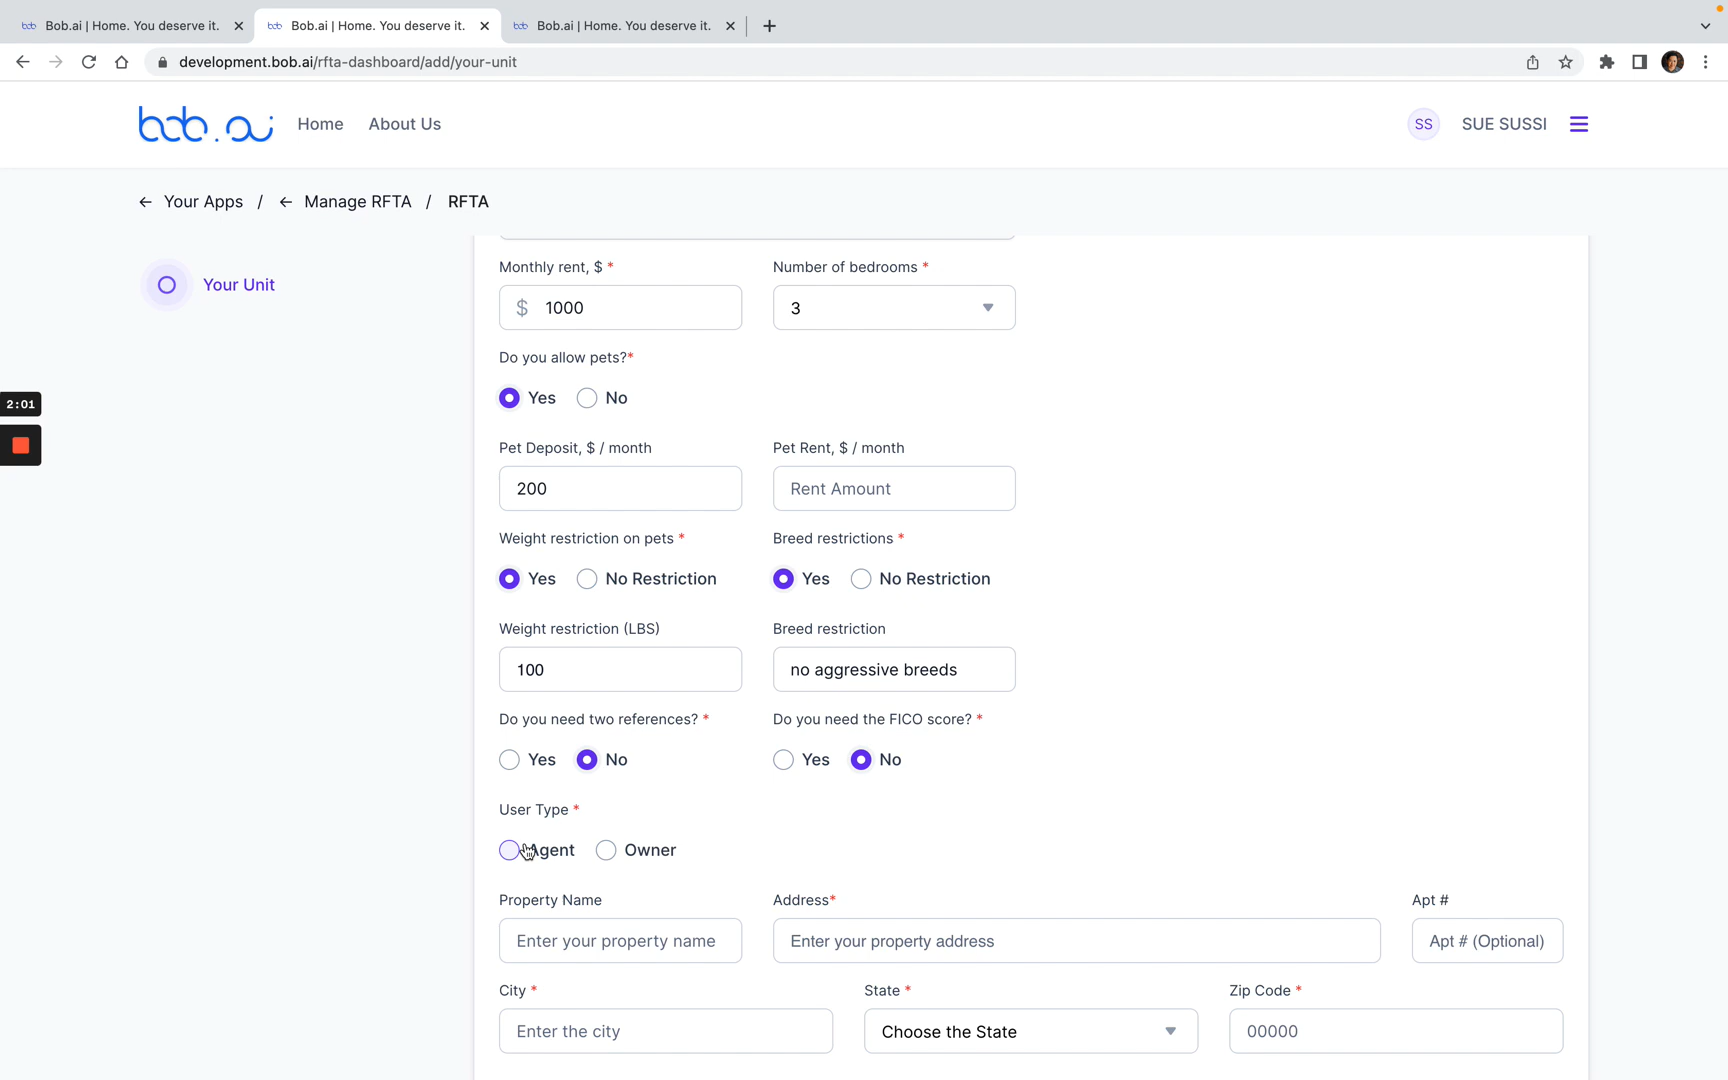 Bob.ai | Home. You deserve it.
Bob.ai | Home. You deserve it.
Bob.ai | Home. You deserve it.
development.bob.ai/rfta-dashboard/add/your-unit
bob.ai
Home
About Us
SS
SUE SUSSI
← Your Apps / ← Manage RFTA / RFTA
Your Unit
2:01
Monthly rent, $ *
Number of bedrooms *
$ 1000
3
Do you allow pets?*
Yes
No
Pet Deposit, $ / month
Pet Rent, $ / month
200
Rent Amount
Weight restriction on pets *
Breed restrictions *
Yes
No Restriction
Yes
No Restriction
Weight restriction (LBS)
Breed restriction
100
no aggressive breeds
Do you need two references? *
Do you need the FICO score? *
Yes
No
Yes
No
User Type *
Agent
Owner
Property Name
Address*
Apt #
Enter your property name
Enter your property address
Apt # (Optional)
City *
State *
Zip Code *
Enter the city
Choose the State
00000